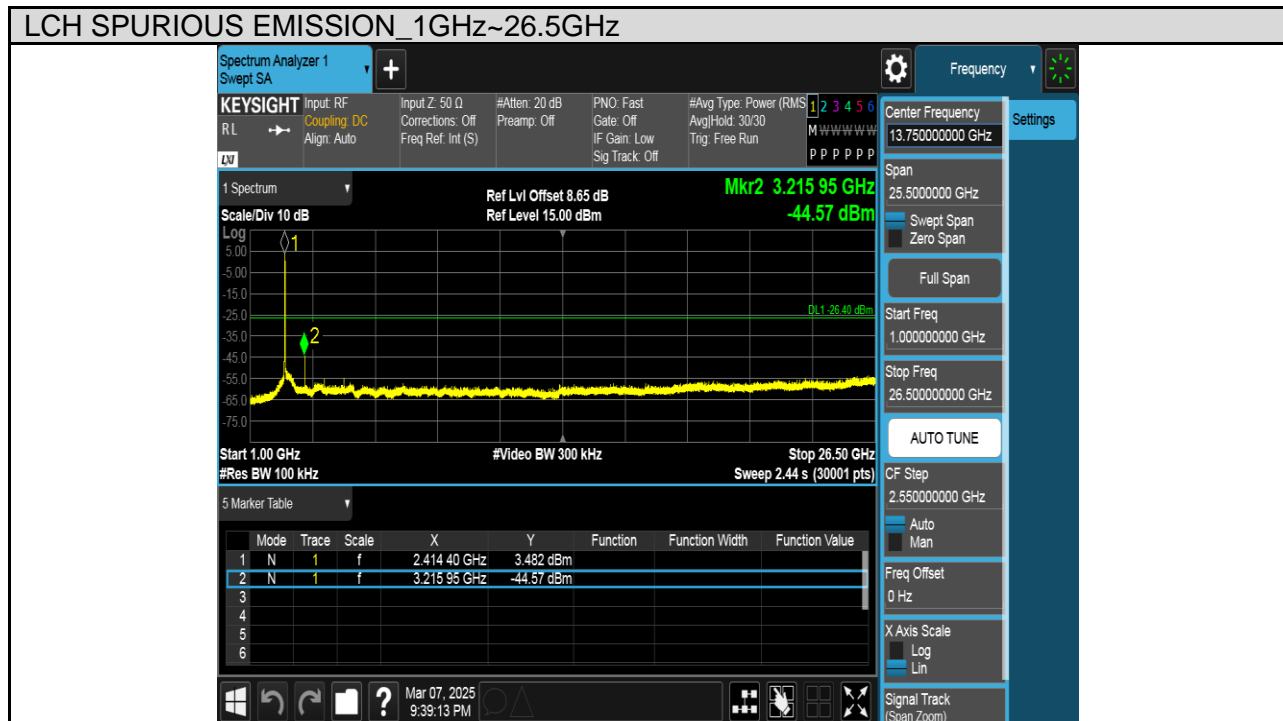 LCH SPURIOUS EMISSION_1GHz~26.5GHz
Spectrum Analyzer 1
Swept SA
+
Frequency
KEYSIGHT
RL
LXI
Input: RF
Coupling: DC
Align: Auto
Input Z: 50 Ω
Corrections: Off
Freq Ref: Int (S)
#Atten: 20 dB
Preamp: Off
PNO: Fast
Gate: Off
IF Gain: Low
Sig Track: Off
#Avg Type: Power (RMS
Avg|Hold: 30/30
Trig: Free Run
1 2 3 4 5 6
M W W W W W
P P P P P P
1 Spectrum
Scale/Div 10 dB
Ref Lvl Offset 8.65 dB
Ref Level 15.00 dBm
Mkr2 3.215 95 GHz
-44.57 dBm
Log
5.00
-5.00
-15.0
-25.0
-35.0
-45.0
-55.0
-65.0
-75.0
1
2
DL1 -26.40 dBm
Start 1.00 GHz
#Res BW 100 kHz
#Video BW 300 kHz
Stop 26.50 GHz
Sweep 2.44 s (30001 pts)
5 Marker Table
Mode Trace Scale X Y Function Function Width Function Value
1 N 1 f 2.414 40 GHz 3.482 dBm
2 N 1 f 3.215 95 GHz -44.57 dBm
3
4
5
6
?
Mar 07, 2025
9:39:13 PM
Center Frequency
13.750000000 GHz
Settings
Span
25.5000000 GHz
Swept Span
Zero Span
Full Span
Start Freq
1.000000000 GHz
Stop Freq
26.500000000 GHz
AUTO TUNE
CF Step
2.550000000 GHz
Auto
Man
Freq Offset
0 Hz
X Axis Scale
Log
Lin
Signal Track
(Span Zoom)